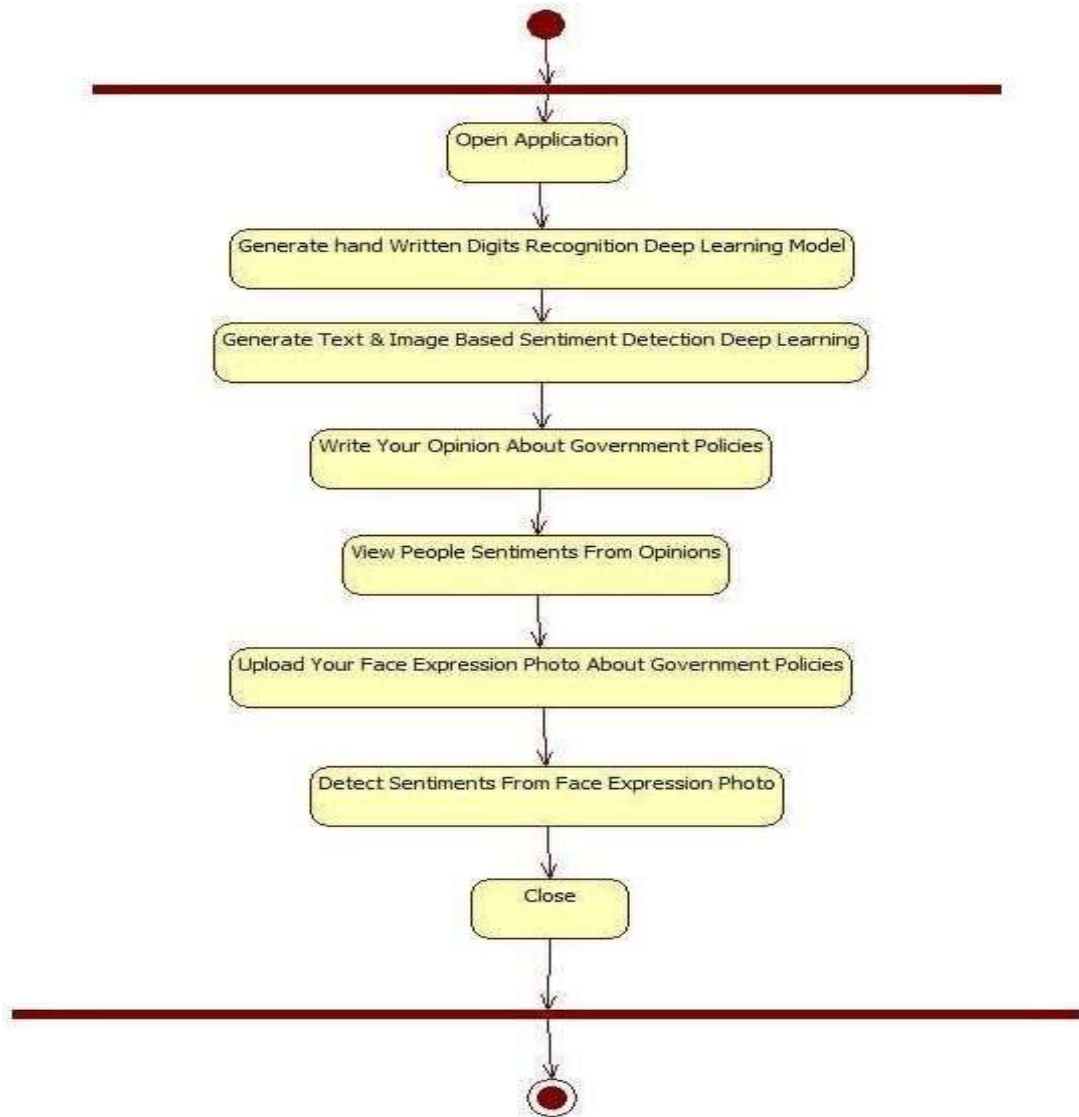 Open Application
Generate hand Written Digits Recognition Deep Learning Model
Generate Text & Image Based Sentiment Detection Deep Learning
Write Your Opinion About Government Policies
View People Sentiments From Opinions
Upload Your Face Expression Photo About Government Policies
Detect Sentiments From Face Expression Photo
Close